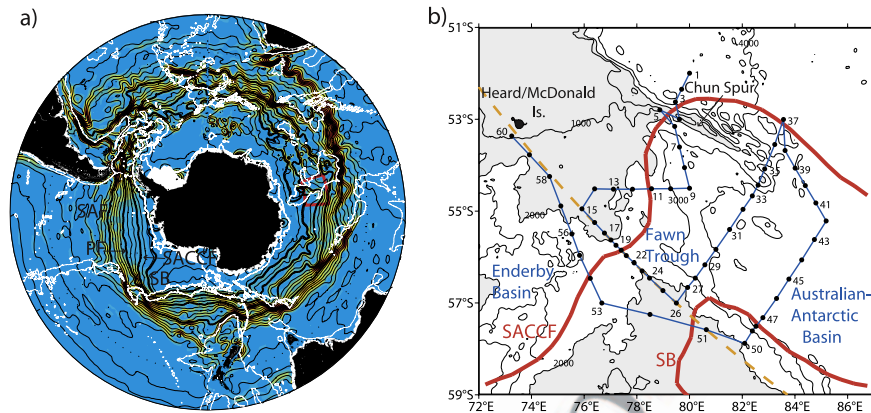 a)
SAF
PF
SACCF
SB
b)
51°S
53°S
55°S
57°S
59°S
72°E
74°E
76°E
78°E
80°E
82°E
84°E
86°E
4000
Heard/McDonald
Is.
Chun Spur
1000
1
3
5
7
9
11
13
3000
15
17
19
22
24
26
27
29
31
33
35
37
39
41
43
45
47
50
51
53
56
58
60
2000
2000
Fawn
Trough
Enderby
Basin
Australian-
Antarctic
Basin
SACCF
SB